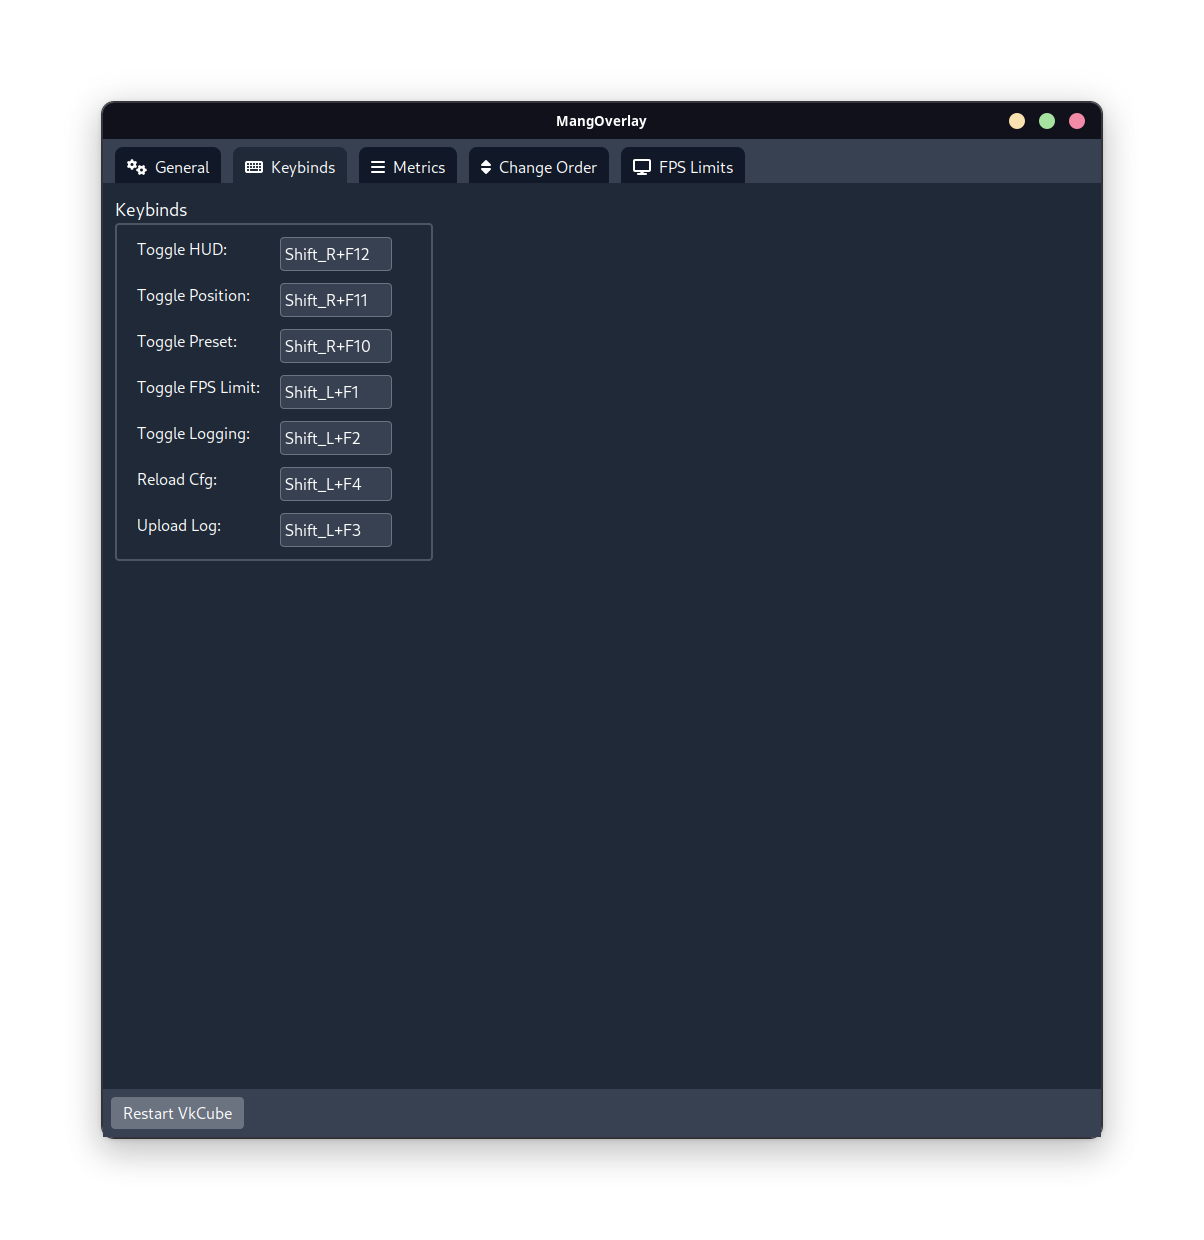 MangOverlay
General Keybinds Metrics Change Order FPS Limits
Keybinds
Toggle HUD: Shift_R+F12
Toggle Position: Shift_R+F11
Toggle Preset: Shift_R+F10
Toggle FPS Limit: Shift_L+F1
Toggle Logging: Shift_L+F2
Reload Cfg: Shift_L+F4
Upload Log: Shift_L+F3
Restart VkCube